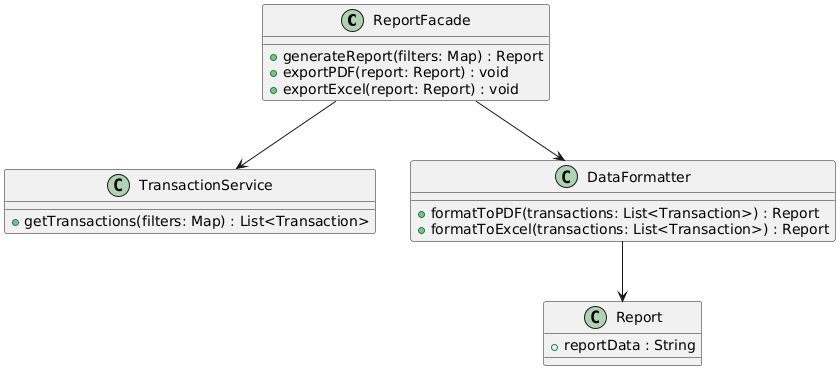 C ReportFacade
generateReport(filters: Map) : Report
exportPDF(report: Report) : void
exportExcel(report: Report) : void
C TransactionService
getTransactions(filters: Map) : List<Transaction>
C DataFormatter
formatToPDF(transactions: List<Transaction>) : Report
formatToExcel(transactions: List<Transaction>) : Report
C Report
reportData : String